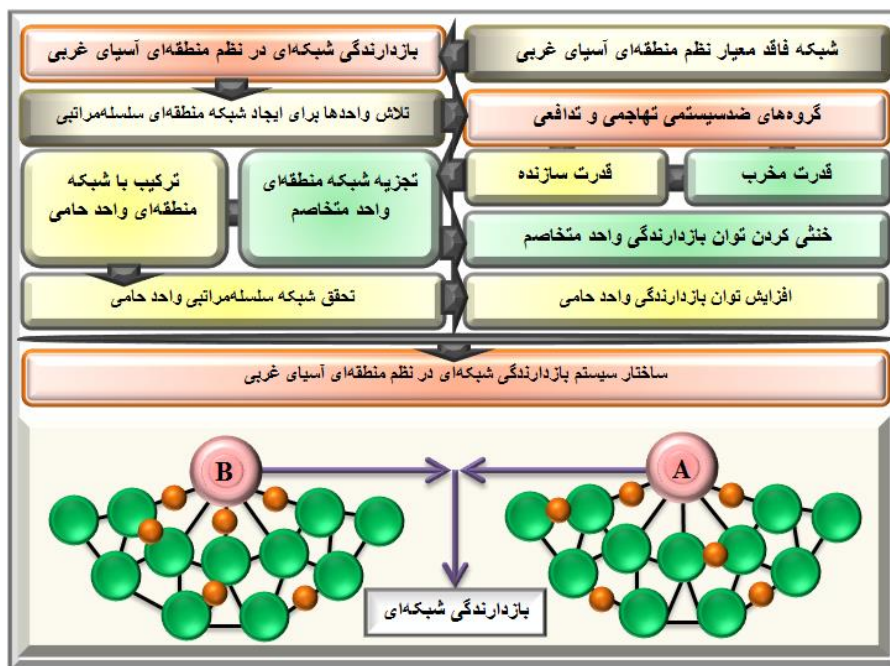 شبکه فاقد معیار نظم منطقه‌ای آسیای غربی
بازدارندگی شبکه‌ای در نظم منطقه‌ای آسیای غربی
تلاش واحدها برای ایجاد شبکه منطقه‌ای سلسله‌مراتبی
گروه‌های ضدسیستمی تهاجمی و تدافعی
قدرت مخرب
قدرت سازنده
تجزیه شبکه منطقه‌ای
واحد متخاصم
ترکیب با شبکه
منطقه‌ای واحد حامی
خنثی کردن توان بازدارندگی واحد متخاصم
افزایش توان بازدارندگی واحد حامی
تحقق شبکه سلسله‌مراتبی واحد حامی
ساختار سیستم بازدارندگی شبکه‌ای در نظم منطقه‌ای آسیای غربی
A
B
بازدارندگی شبکه‌ای